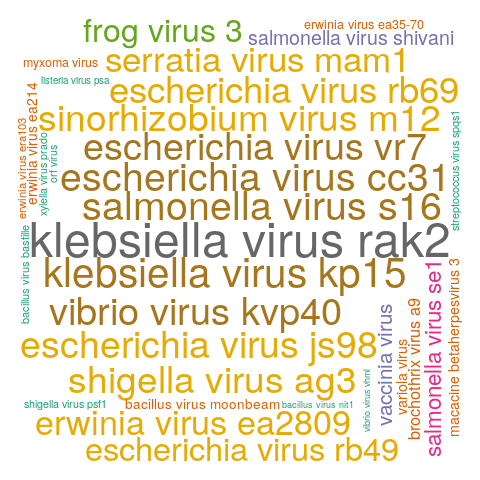 erwinia virus ea35-70
frog virus 3
salmonella virus shivani
serratia virus mam1
myxoma virus
listeria virus psa
escherichia virus rb69
sinorhizobium virus m12
escherichia virus vr7
escherichia virus cc31
salmonella virus s16
klebsiella virus rak2
klebsiella virus kp15
vibrio virus kvp40
escherichia virus js98
shigella virus ag3
shigella virus psf1
bacillus virus moonbeam
bacillus virus nit1
erwinia virus ea2809
escherichia virus rb49
erwinia virus era103
erwinia virus ea214
xylella virus prado
orf virus
bacillus virus bastille
streptococcus virus spqs1
vibrio virus vhml
vaccinia virus
variola virus
brochothrix virus a9
salmonella virus se1
macacine betaherpesvirus 3